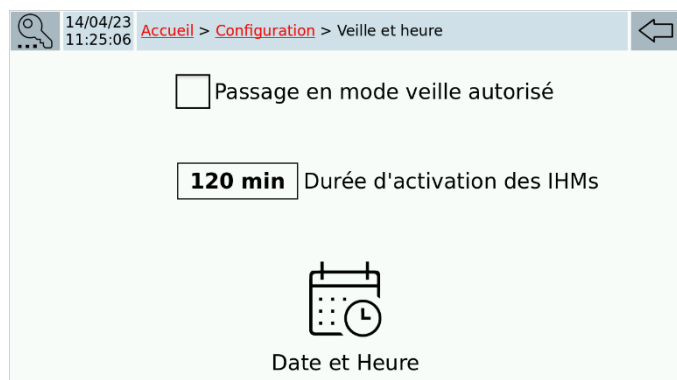 14/04/23
11:25:06
Accueil > Configuration > Veille et heure
Passage en mode veille autorisé
120 min Durée d'activation des IHMs
Date et Heure